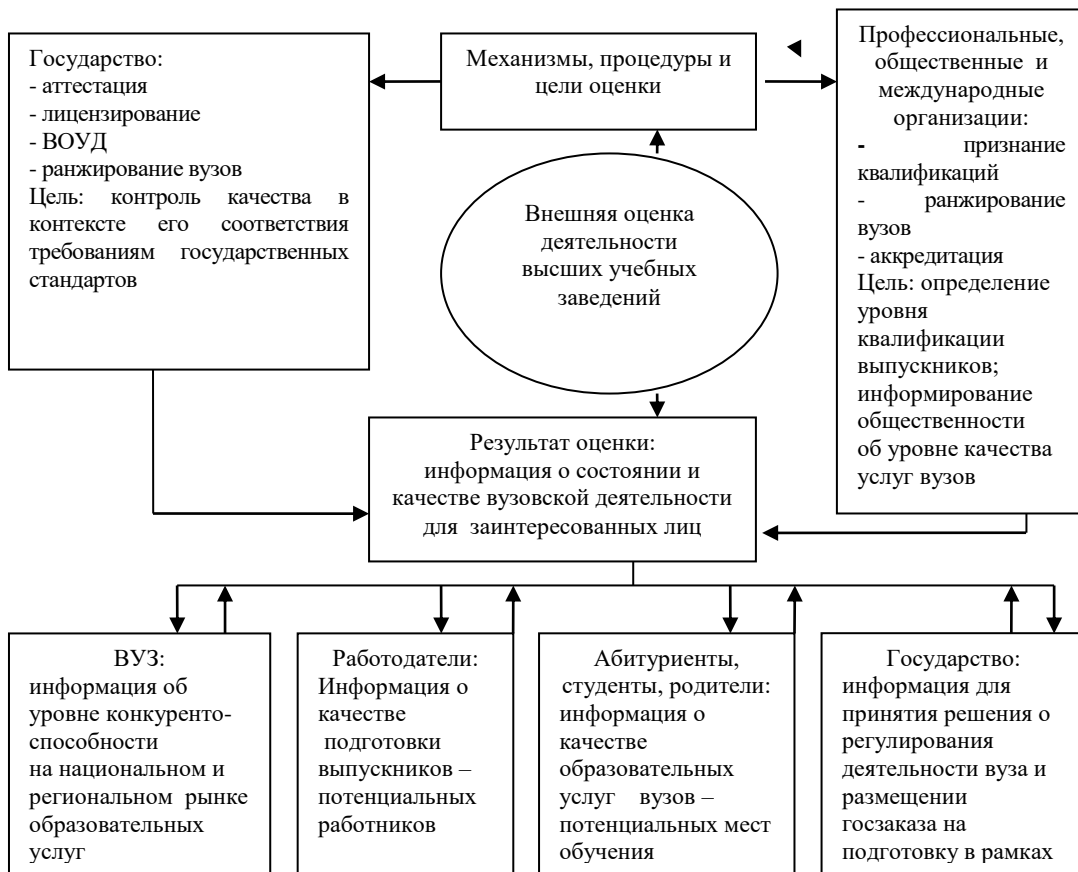 Государство:
- аттестация
- лицензирование
- ВОУД
- ранжирование вузов
Цель: контроль качества в
контексте его соответствия
требованиям государственных
стандартов
Механизмы, процедуры и
цели оценки
Профессиональные,
общественные и
международные
организации:
- признание
квалификаций
- ранжирование
вузов
- аккредитация
Цель: определение
уровня
квалификации
выпускников;
информирование
общественности
об уровне качества
услуг вузов
Внешняя оценка
деятельности
высших учебных
заведений
Результат оценки:
информация о состоянии и
качестве вузовской деятельности
для заинтересованных лиц
ВУЗ:
информация об
уровне конкуренто-
способности
на национальном и
региональном рынке
образовательных
услуг
Работодатели:
Информация о
качестве
подготовки
выпускников –
потенциальных
работников
Абитуриенты,
студенты, родители:
информация о
качестве
образовательных
услуг вузов –
потенциальных мест
обучения
Государство:
информация для
принятия решения о
регулирования
деятельности вуза и
размещении
госзаказа на
подготовку в рамках